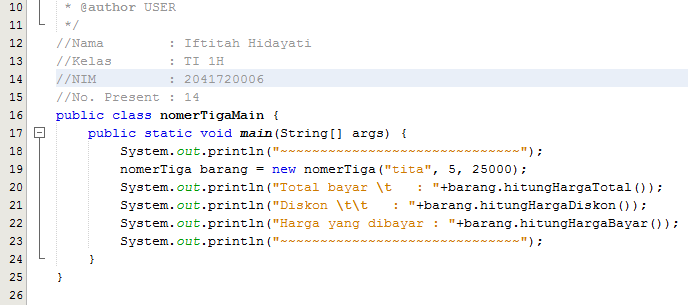 10 * @author USER
11 */
12 //Nama        : Iftitah Hidayati
13 //Kelas       : TI 1H
14 //NIM         : 2041720006
15 //No. Present : 14
16 public class nomerTigaMain {
17     public static void main(String[] args) {
18         System.out.println("~~~~~~~~~~~~~~~~~~~~~~~~~~~~~~");
19         nomerTiga barang = new nomerTiga("tita", 5, 25000);
20         System.out.println("Total bayar \t   : "+barang.hitungHargaTotal());
21         System.out.println("Diskon \t\t   : "+barang.hitungHargaDiskon());
22         System.out.println("Harga yang dibayar : "+barang.hitungHargaBayar());
23         System.out.println("~~~~~~~~~~~~~~~~~~~~~~~~~~~~~~");
24     }
25 }
26